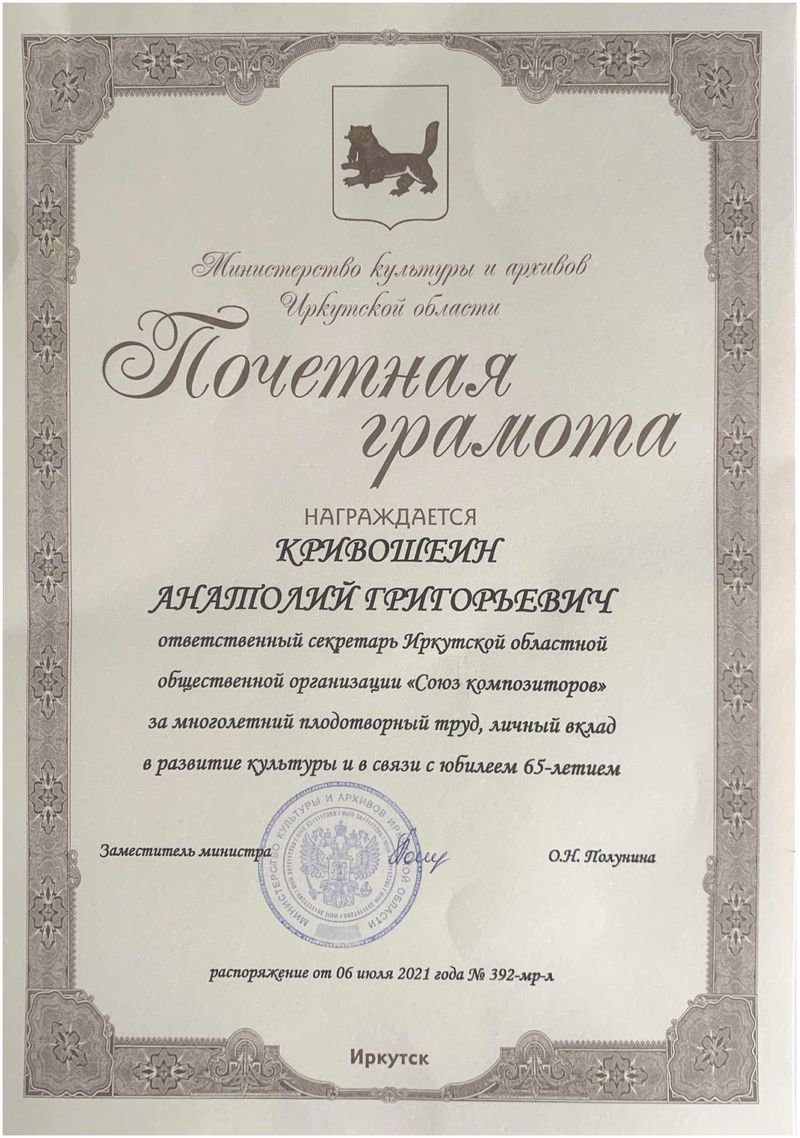 Министерство культуры и архивов
Иркутской области
Почетная
грамота
НАГРАЖДАЕТСЯ
КРИВОШЕИН
АНАТОЛИЙ ГРИГОРЬЕВИЧ
ответственный секретарь Иркутской областной
общественной организации «Союз композиторов»
за многолетний плодотворный труд, личный вклад
в развитие культуры и в связи с юбилеем 65-летием
МИНИСТЕРСТВО КУЛЬТУРЫ И АРХИВОВ ИРКУТСКОЙ ОБЛАСТИ
Заместитель министра
О.Н. Полунина
распоряжение от 06 июля 2021 года № 392-мр-л
Иркутск